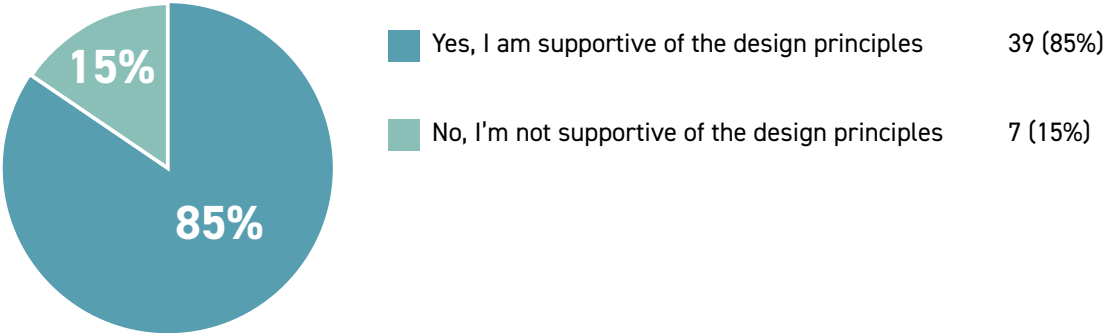 15%
85%
Yes, I am supportive of the design principles 39 (85%)
No, I’m not supportive of the design principles 7 (15%)